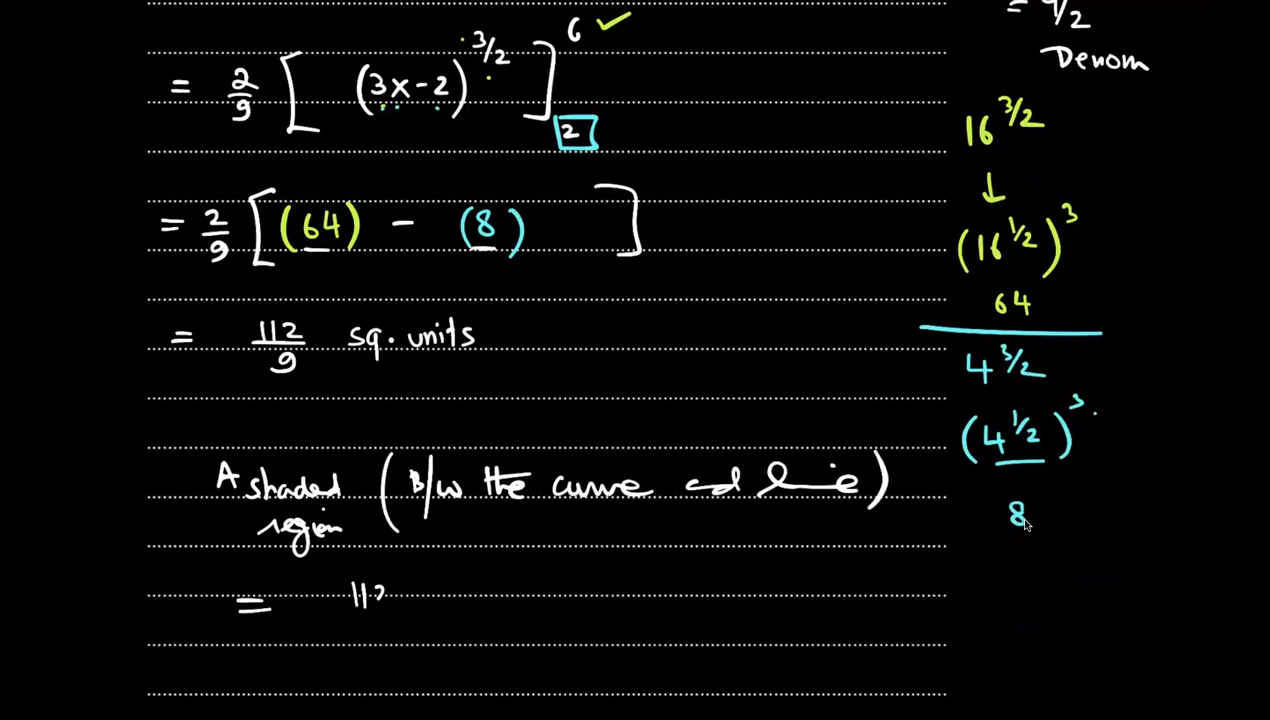 = 9/2
Denom
= 2/9 [ (3x-2)^3/2 ]^6 ✓
2
16^3/2
↓
= 2/9 [(64) - (8) ]
(16^1/2)^3
64
= 112/9 sq. units
4^3/2
(4^1/2)^3
A shaded region (B/w the curve and line)
8
= 112